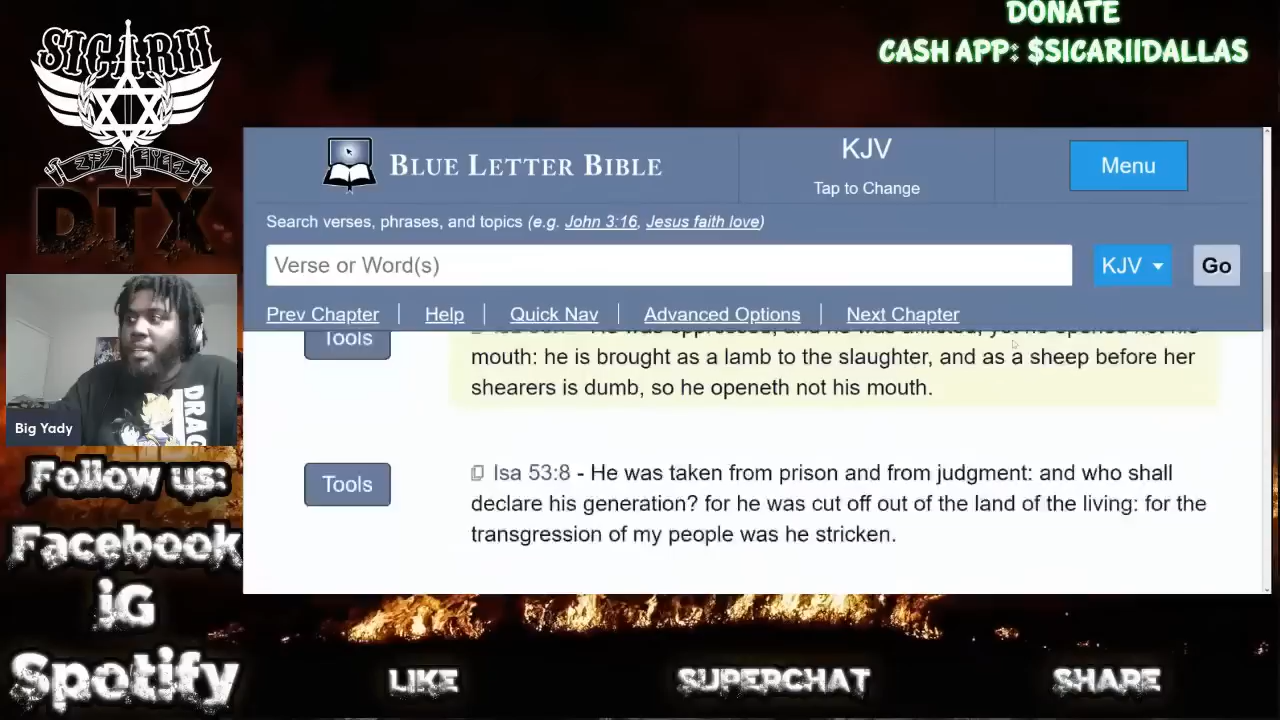 SICARII
DTX
DONATE
CASH APP: $SICARIIDALLAS
BLUE LETTER BIBLE
KJV
Tap to Change
Menu
Search verses, phrases, and topics (e.g. John 3:16, Jesus faith love)
Verse or Word(s)
KJV
Go
Prev Chapter
Help
Quick Nav
Advanced Options
Next Chapter
Tools
mouth: he is brought as a lamb to the slaughter, and as a sheep before her
shearers is dumb, so he openeth not his mouth.
Tools
Isa 53:8 - He was taken from prison and from judgment: and who shall
declare his generation? for he was cut off out of the land of the living: for the
transgression of my people was he stricken.
DRAG
Big Yady
Follow us:
Facebook
iG
Spotify
LIKE
SUPERCHAT
SHARE